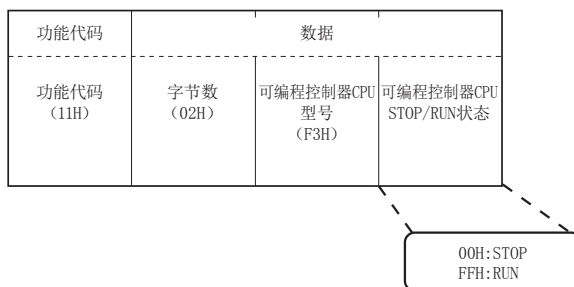 功能代码
数据
功能代码
(11H)
字节数
(02H)
可编程控制器CPU
型号
(F3H)
可编程控制器CPU
STOP/RUN状态
00H:STOP
FFH:RUN